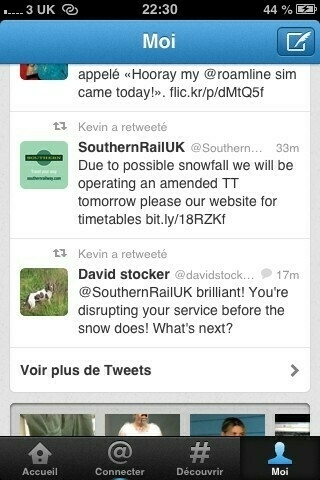 3 UK 22:30 44 %
Moi
appelé «Hooray my @roamline sim
came today!». flic.kr/p/dMtQ5f
Kevin a retweeté
SouthernRailUK @Southern... 33m
Due to possible snowfall we will be
operating an amended TT
tomorrow please our website for
timetables bit.ly/18RZKf
Kevin a retweeté
David stocker @davidstock... 17m
@SouthernRailUK brilliant! You're
disrupting your service before the
snow does! What's next?
Voir plus de Tweets
Accueil Connecter Découvrir Moi